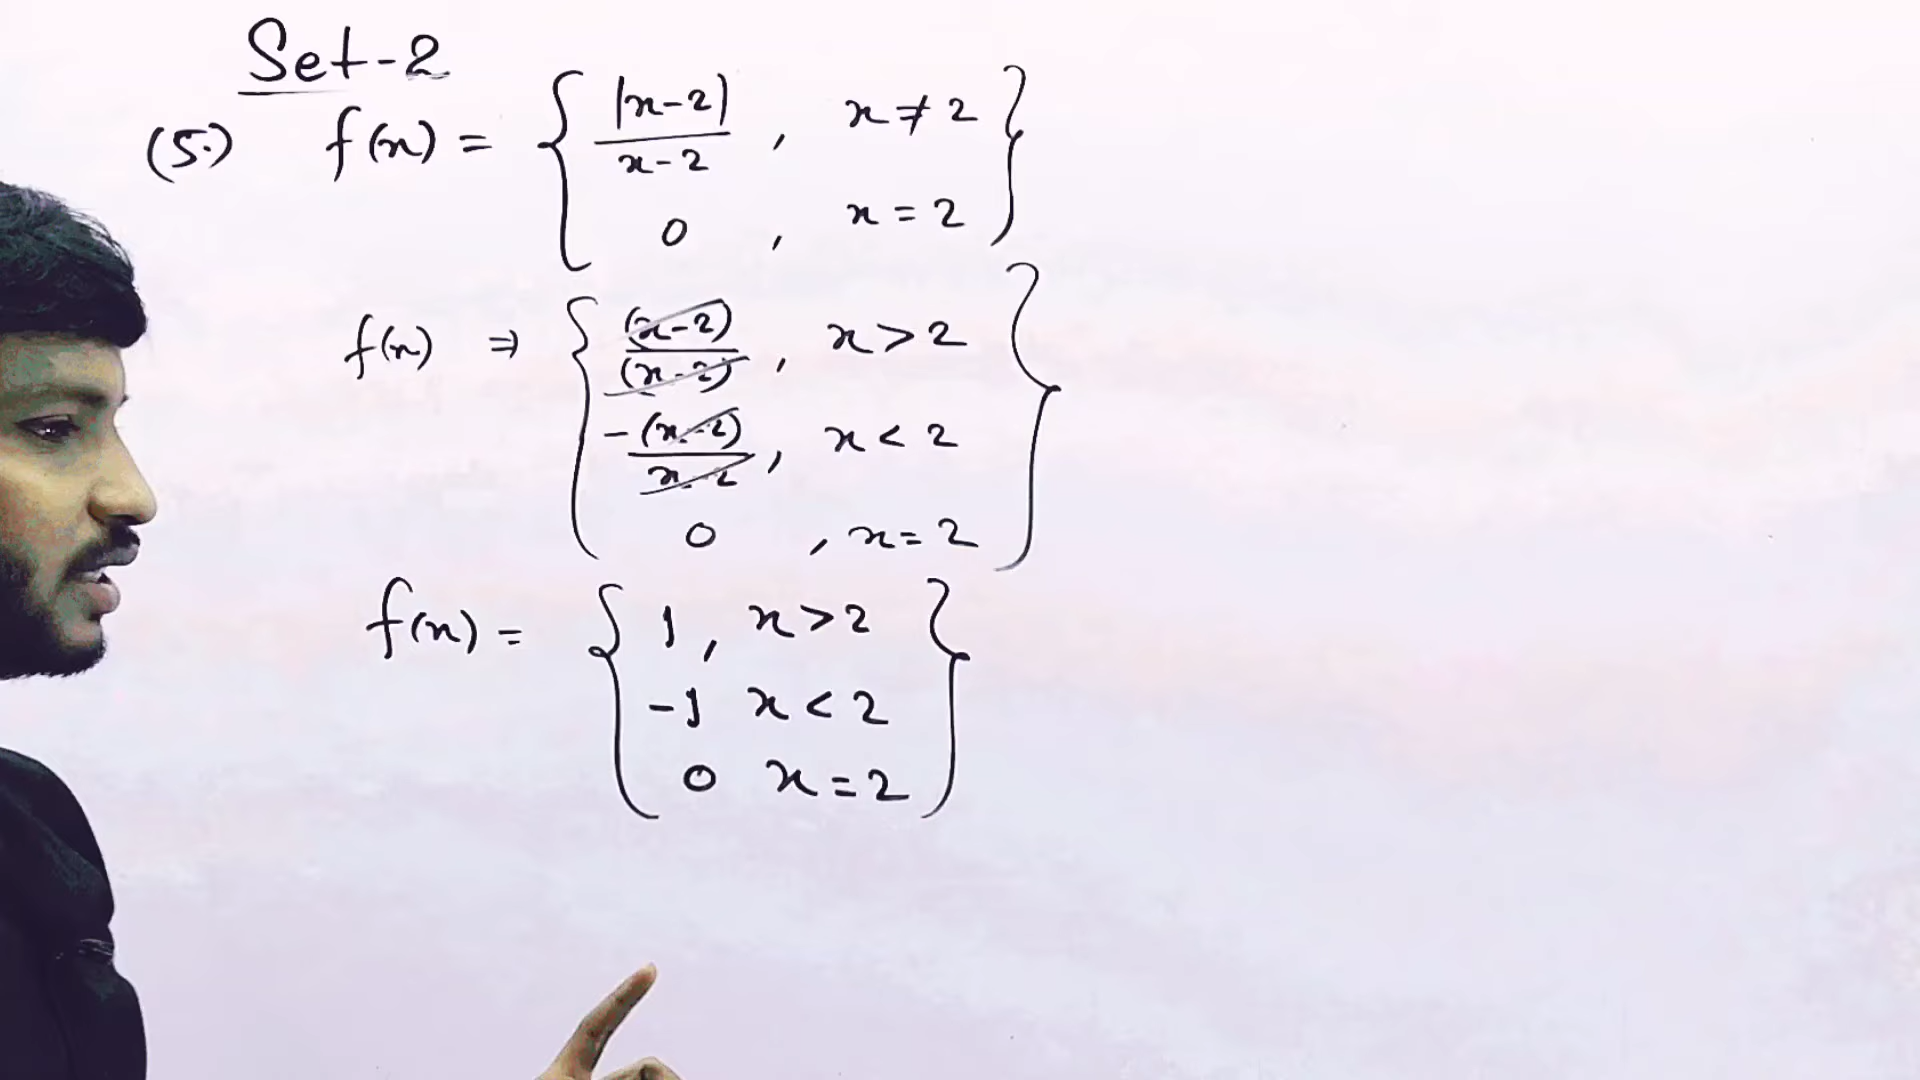 Set-2
(5.) f(x) = { |x-2| / x-2 , x ≠ 2 }
0 , x = 2
f(x) ⇒ { (x-2) / (x-2) , x > 2 }
-(x-2) / x-2 , x < 2
0 , x = 2
f(x) = { 1 , x > 2 }
-1 x < 2
0 x = 2